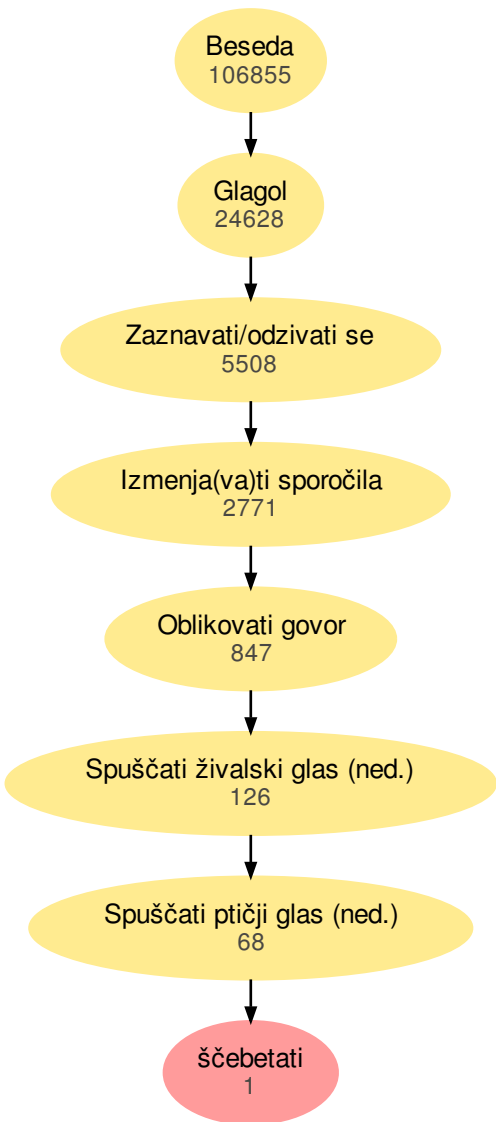 Beseda
106855
Glagol
24628
Zaznavati/odzivati se
5508
Izmenja(va)ti sporočila
2771
Oblikovati govor
847
Spuščati živalski glas (ned.)
126
Spuščati ptičji glas (ned.)
68
ščebetati
1